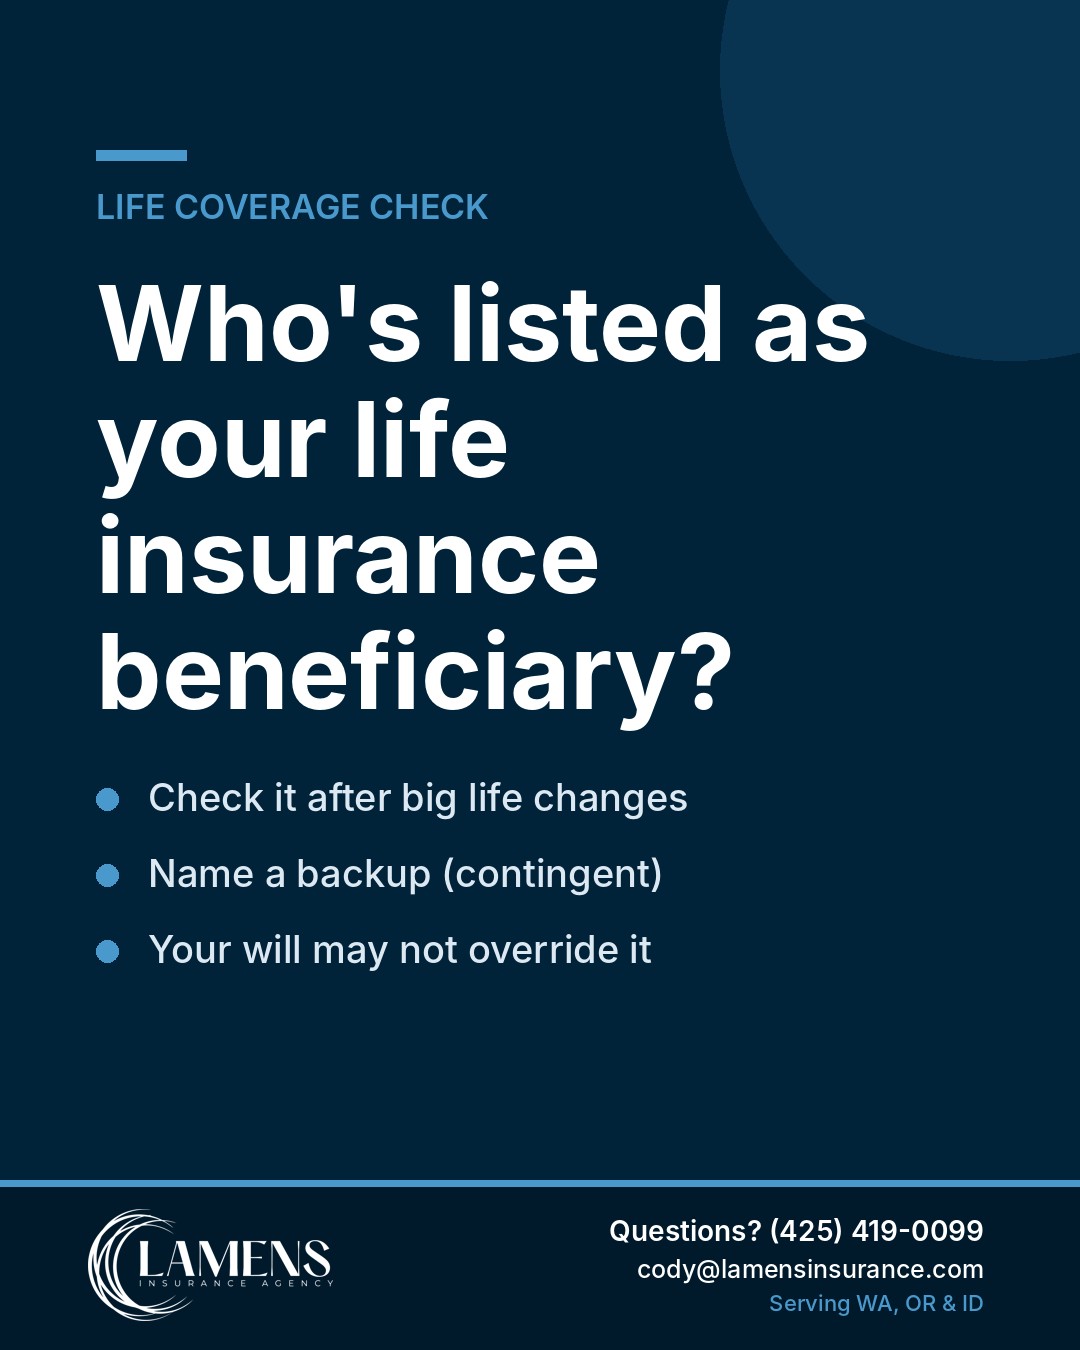 LIFE COVERAGE CHECK
Who's listed as
your life
insurance
beneficiary?
Check it after big life changes
Name a backup (contingent)
Your will may not override it
LAMENS
INSURANCE AGENCY
Questions? (425) 419-0099
cody@lamensinsurance.com
Serving WA, OR & ID